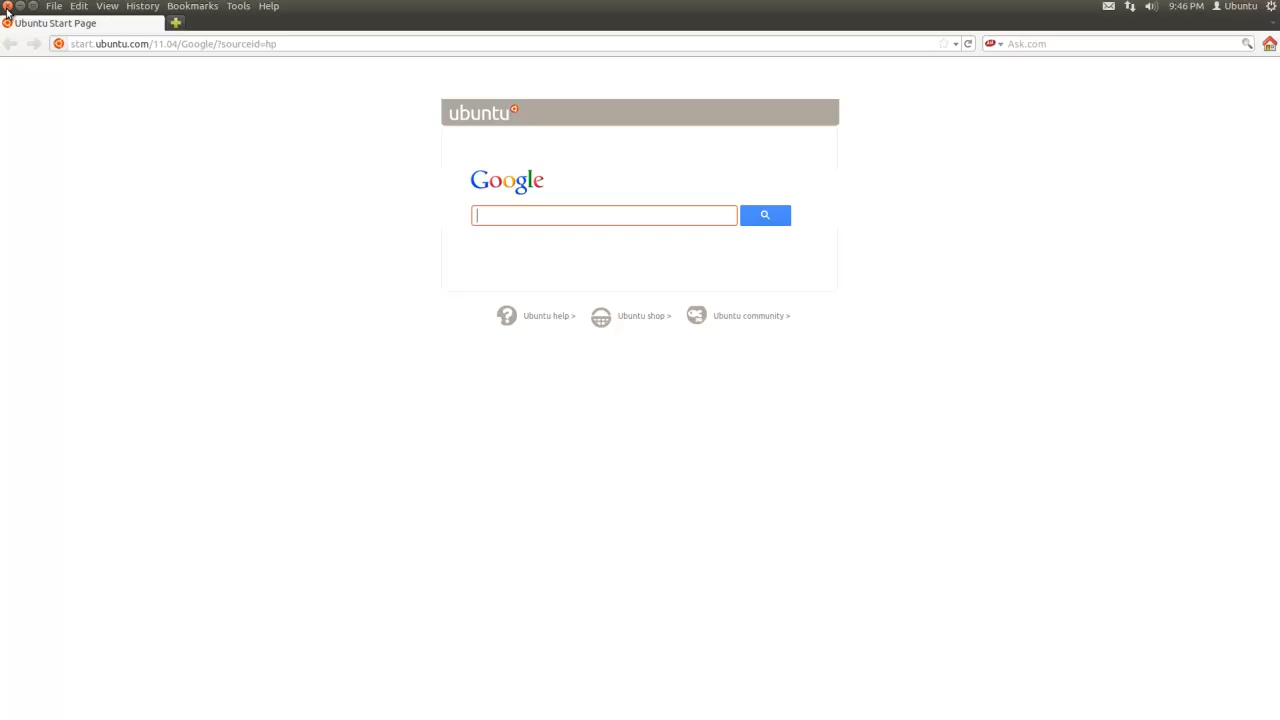 File Edit View History Bookmarks Tools Help 9:46 PM Ubuntu
Ubuntu Start Page
start.ubuntu.com/11.04/Google/?sourceid=hp Ask.com
ubuntu
Google
Ubuntu help > Ubuntu shop > Ubuntu community >